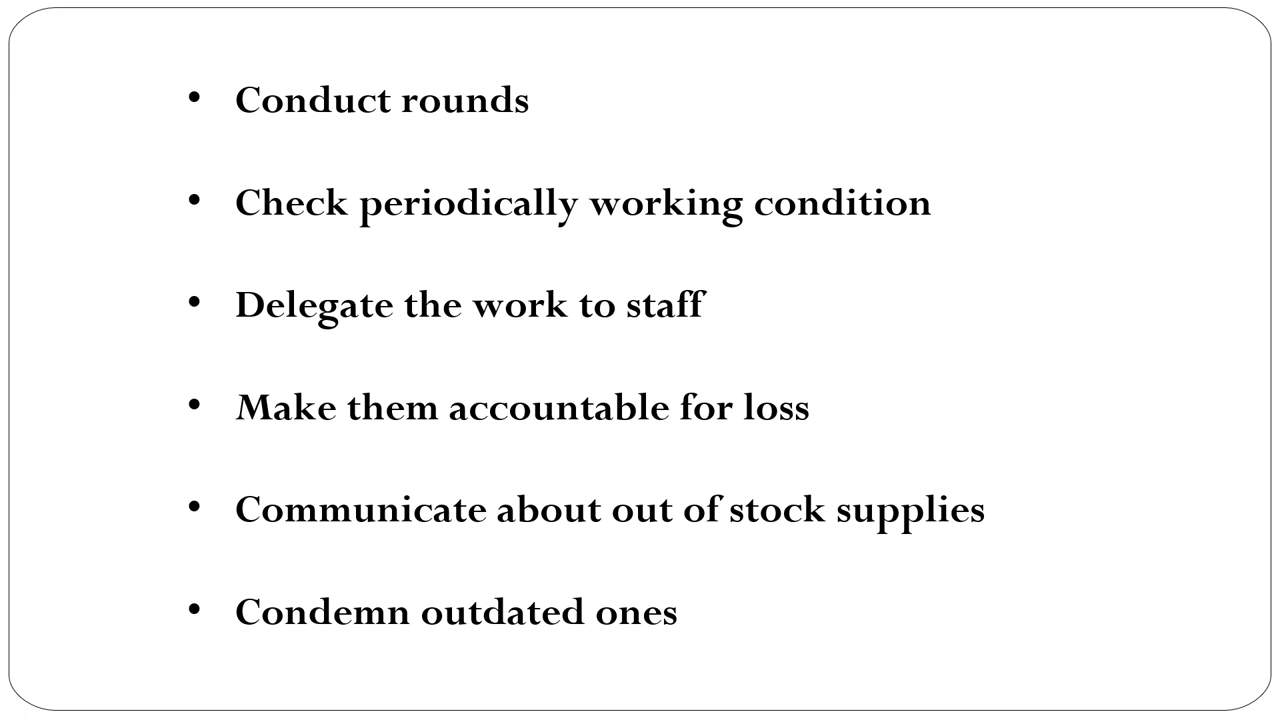 • Conduct rounds
• Check periodically working condition
• Delegate the work to staff
• Make them accountable for loss
• Communicate about out of stock supplies
• Condemn outdated ones